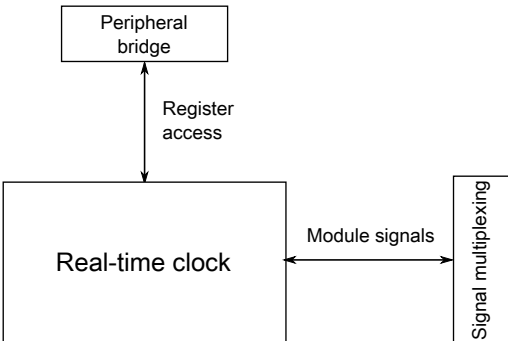 Peripheral
bridge
Register
access
Real-time clock
Module signals
Signal multiplexing